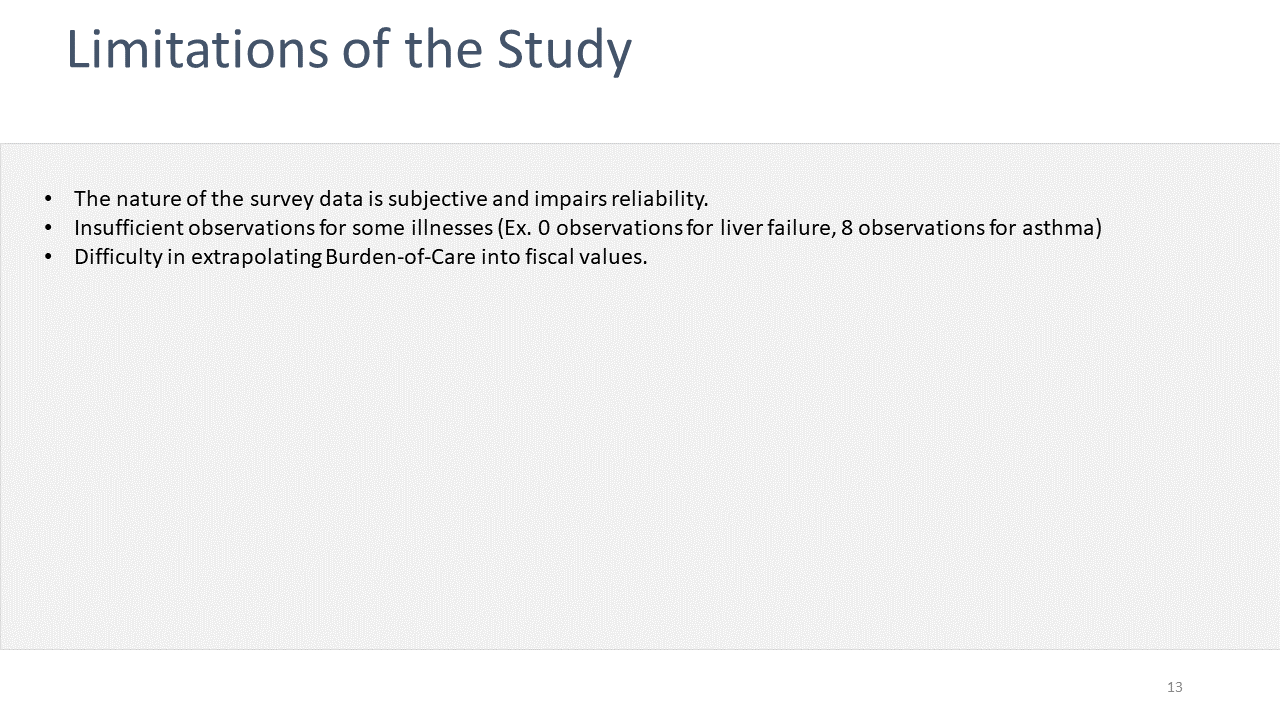 Limitations of the Study
• The nature of the survey data is subjective and impairs reliability.
• Insufficient observations for some illnesses (Ex. 0 observations for liver failure, 8 observations for asthma)
• Difficulty in extrapolating Burden-of-Care into fiscal values.
13